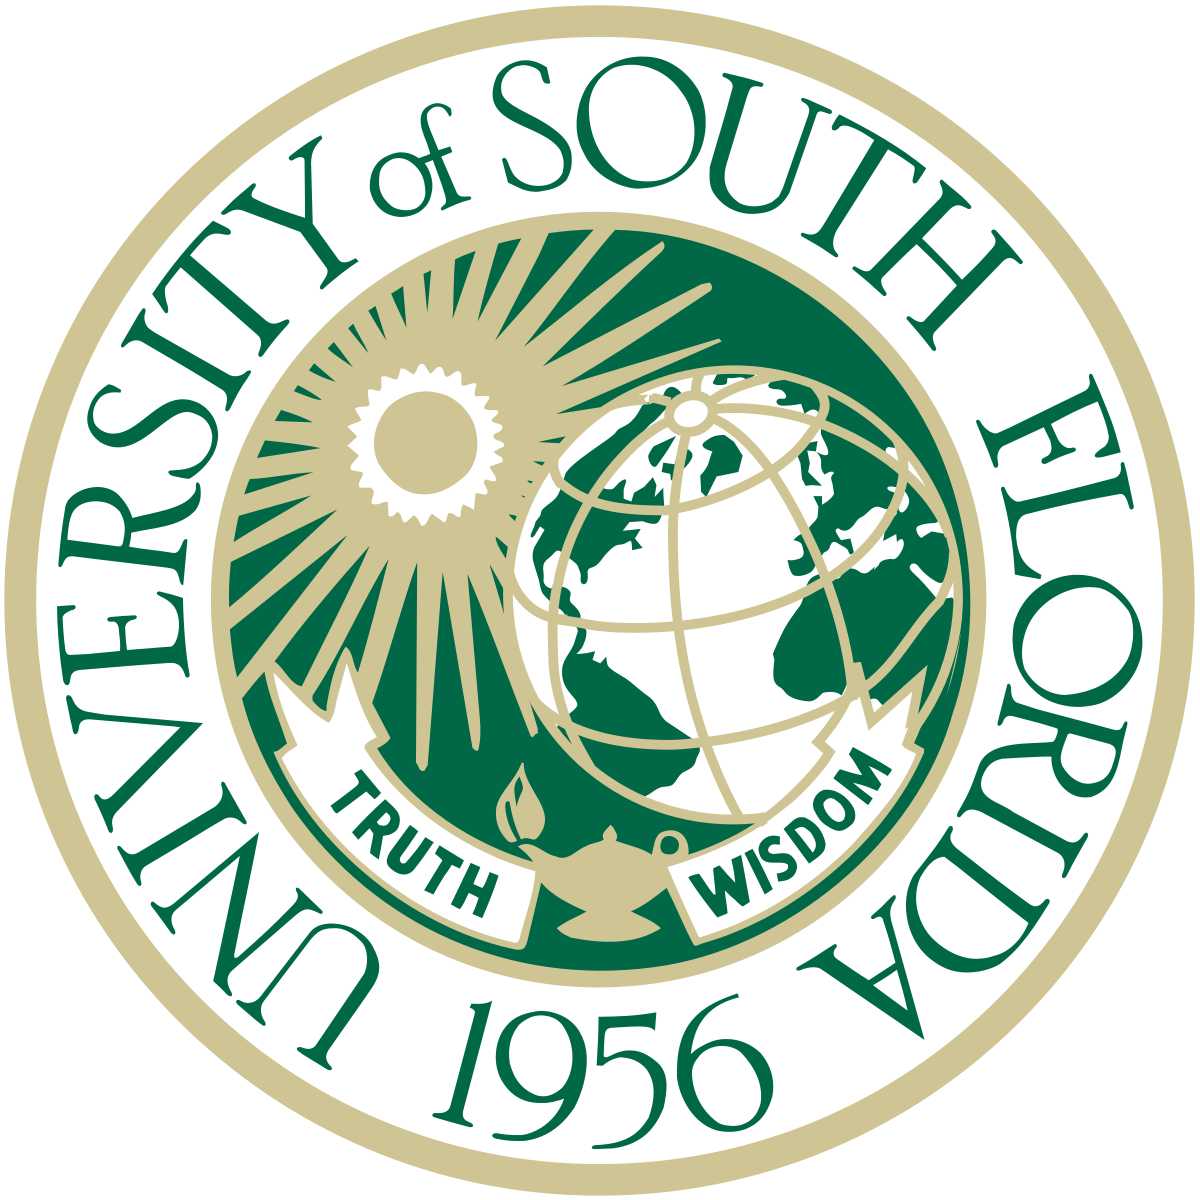 UNIVERSITY of SOUTH FLORIDA
TRUTH
WISDOM
1956